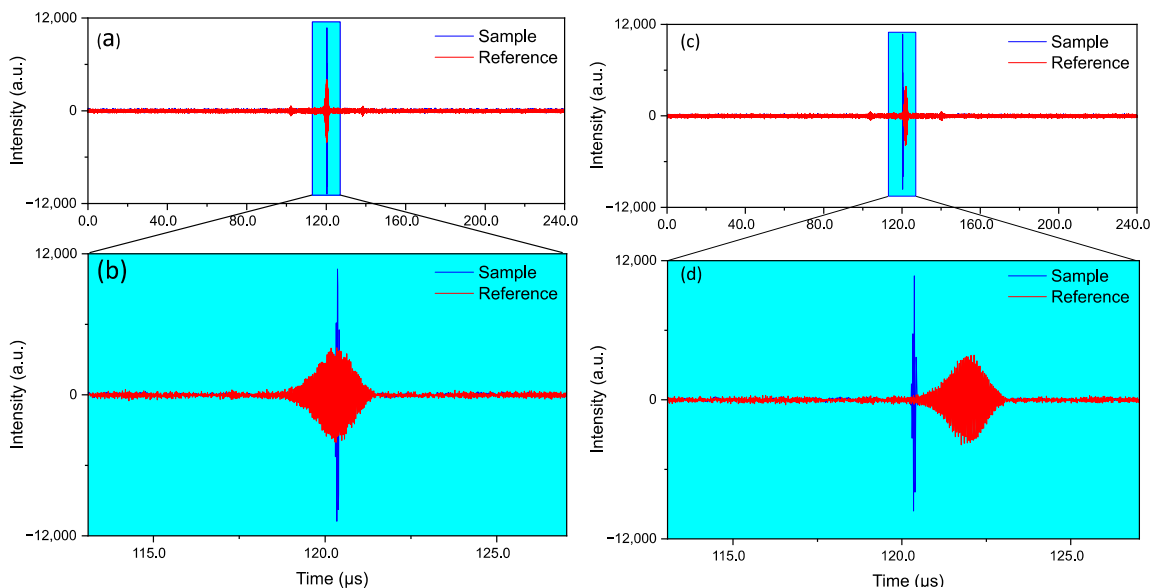 (a)
Sample
Reference
Intensity (a.u.)
12,000
0
−12,000
0.0 40.0 80.0 120.0 160.0 200.0 240.0
(b)
Sample
Reference
Intensity (a.u.)
12,000
0
−12,000
115.0 120.0 125.0
Time (μs)
(c)
Sample
Reference
Intensity (a.u.)
12,000
0
−12,000
0.0 40.0 80.0 120.0 160.0 200.0 240.0
(d)
Sample
Reference
Intensity (a.u.)
12,000
0
−12,000
115.0 120.0 125.0
Time (μs)